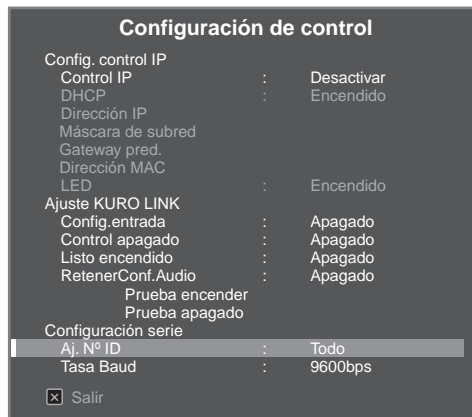 Configuración de control
Config. control IP
Control IP : Desactivar
DHCP : Encendido
Dirección IP
Máscara de subred
Gateway pred.
Dirección MAC
LED : Encendido
Ajuste KURO LINK
Config.entrada : Apagado
Control apagado : Apagado
Listo encendido : Apagado
RetenerConf.Audio : Apagado
Prueba encender
Prueba apagado
Configuración serie
Aj. Nº ID : Todo
Tasa Baud : 9600bps
Salir